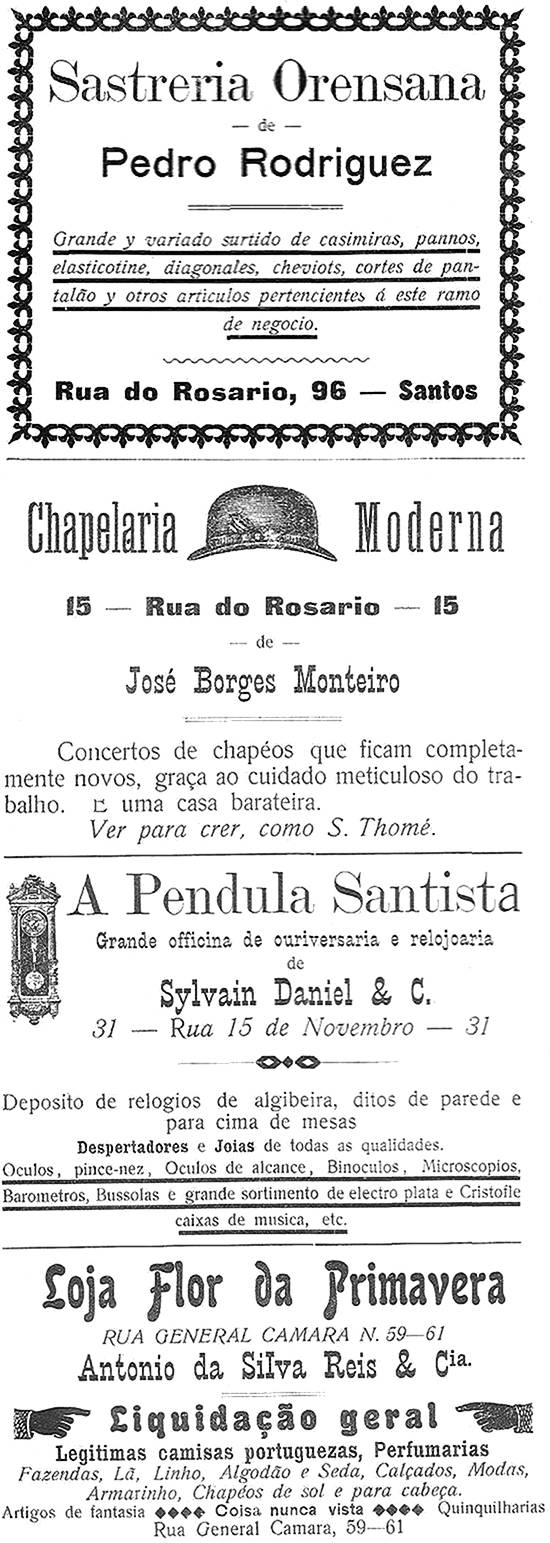 Sastreria Orensana
— de —
Pedro Rodriguez
Grande y variado surtido de casimiras, pannos,
elasticotine, diagonales, cheviots, cortes de pan-
talão y otros articulos pertencientes á este ramo
de negocio.
Rua do Rosario, 96 — Santos
Chapelaria Moderna
15 — Rua do Rosario — 15
— de —
José Borges Monteiro
Concertos de chapéos que ficam completa-
mente novos, graça ao cuidado meticuloso do tra-
balho. E uma casa barateira.
Ver para crer, como S. Thomé.
A Pendula Santista
Grande officina de ouriversaria e relojoaria
de
Sylvain Daniel & C.
31 — Rua 15 de Novembro — 31
Deposito de relogios de algibeira, ditos de parede e
para cima de mesas
Despertadores e Joias de todas as qualidades.
Oculos, pince-nez, Oculos de alcance, Binoculos, Microscopios,
Barometros, Bussolas e grande sortimento de electro plata e Cristofle
caixas de musica, etc.
Loja Flor da Primavera
RUA GENERAL CAMARA N. 59—61
Antonio da Silva Reis & Cia.
Liquidação geral
Legitimas camisas portuguezas, Perfumarias
Fazendas, Lã, Linho, Algodão e Seda, Calçados, Modas,
Armarinho, Chapéos de sol e para cabeça.
Artigos de fantasia ◆◆◆◆ Coisa nunca vista ◆◆◆◆ Quinquilharias
Rua General Camara, 59—61